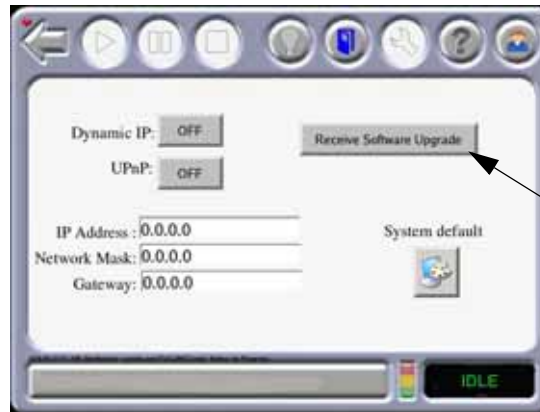 Dynamic IP: OFF
Receive Software Upgrade
UPnP: OFF
IP Address : 0.0.0.0
System default
Network Mask: 0.0.0.0
Gateway: 0.0.0.0
IDLE